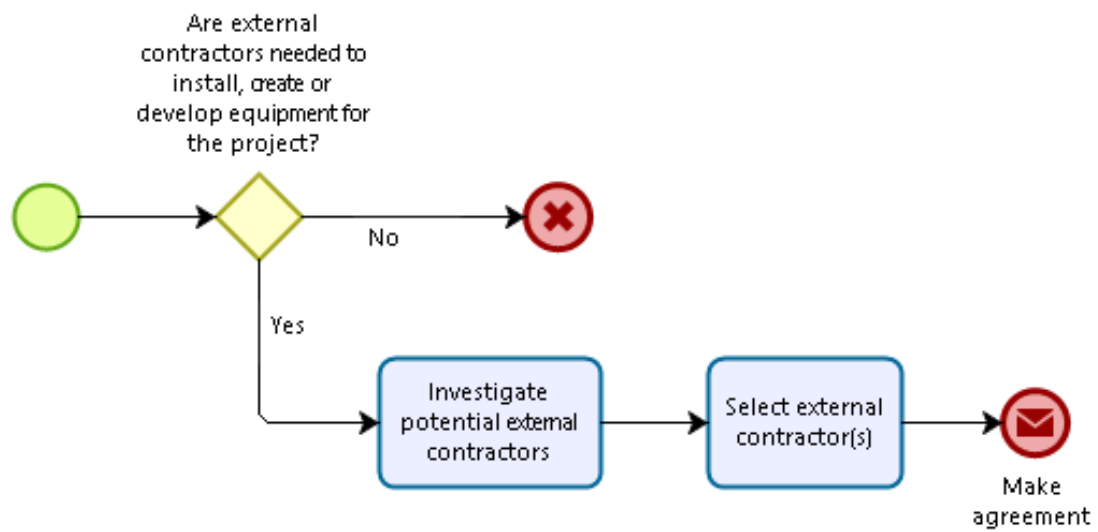 Are external
contractors needed to
install, create or
develop equipment for
the project?
No
Yes
Investigate
potential external
contractors
Select external
contractor(s)
Make
agreement